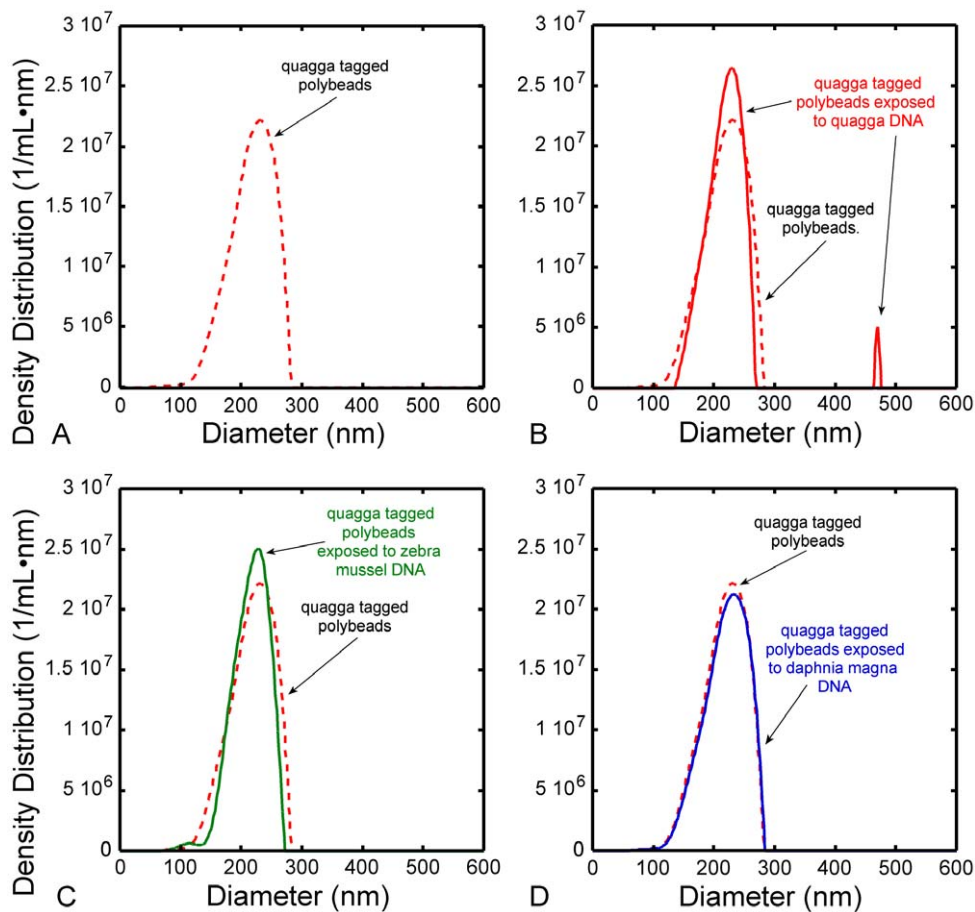 3 10⁷
2.5 10⁷
2 10⁷
1.5 10⁷
1 10⁷
5 10⁶
0
Density Distribution (1/mL•nm)
quagga tagged
polybeads
0 100 200 300 400 500 600
A Diameter (nm)
3 10⁷
2.5 10⁷
2 10⁷
1.5 10⁷
1 10⁷
5 10⁶
0
quagga tagged
polybeads exposed
to quagga DNA
quagga tagged
polybeads.
0 100 200 300 400 500 600
B Diameter (nm)
3 10⁷
2.5 10⁷
2 10⁷
1.5 10⁷
1 10⁷
5 10⁶
0
Density Distribution (1/mL•nm)
quagga tagged
polybeads
exposed to zebra
mussel DNA
quagga tagged
polybeads
0 100 200 300 400 500 600
C Diameter (nm)
3 10⁷
2.5 10⁷
2 10⁷
1.5 10⁷
1 10⁷
5 10⁶
0
quagga tagged
polybeads
quagga tagged
polybeads exposed
to daphnia magna
DNA
0 100 200 300 400 500 600
D Diameter (nm)